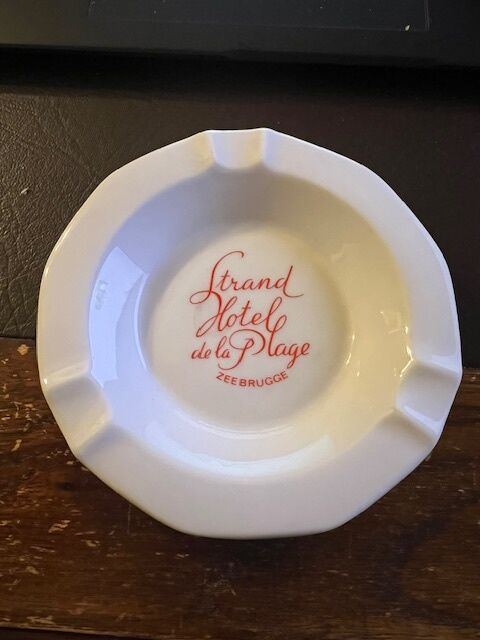 Strand
Hotel
de la Plage
ZEEBRUGGE